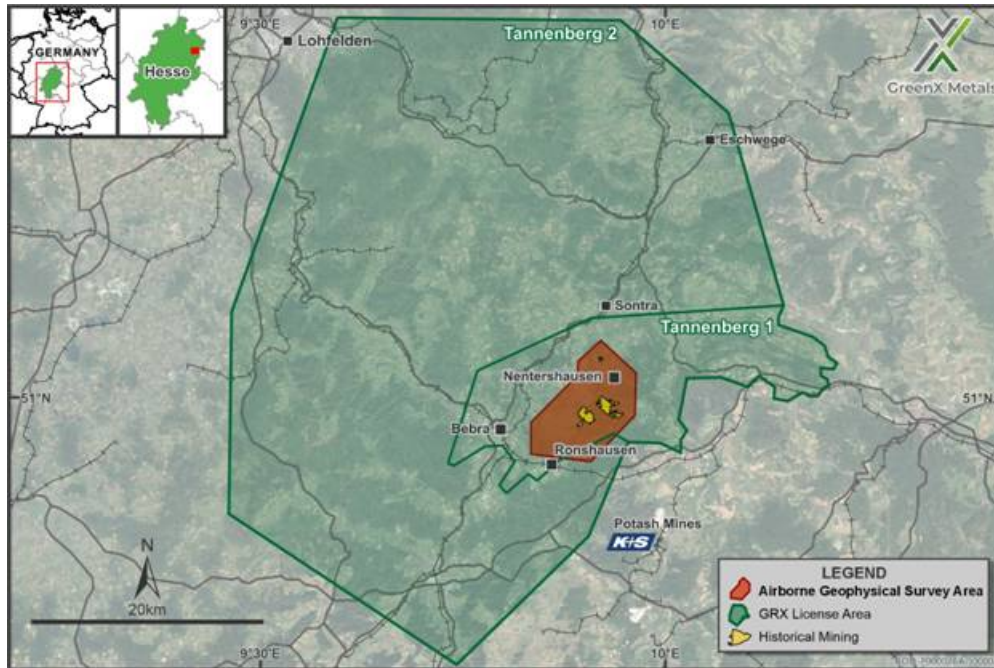 9°30'E
10°E
GERMANY
Hesse
Lohfelden
Tannenberg 2
GreenX Metals
Eschwege
Sontra
Tannenberg 1
Nentershausen
51°N
51°N
Bebra
Ronshausen
Potash Mines
K+S
N
20km
LEGEND
Airborne Geophysical Survey Area
GRX License Area
Historical Mining
9°30'E
10°E